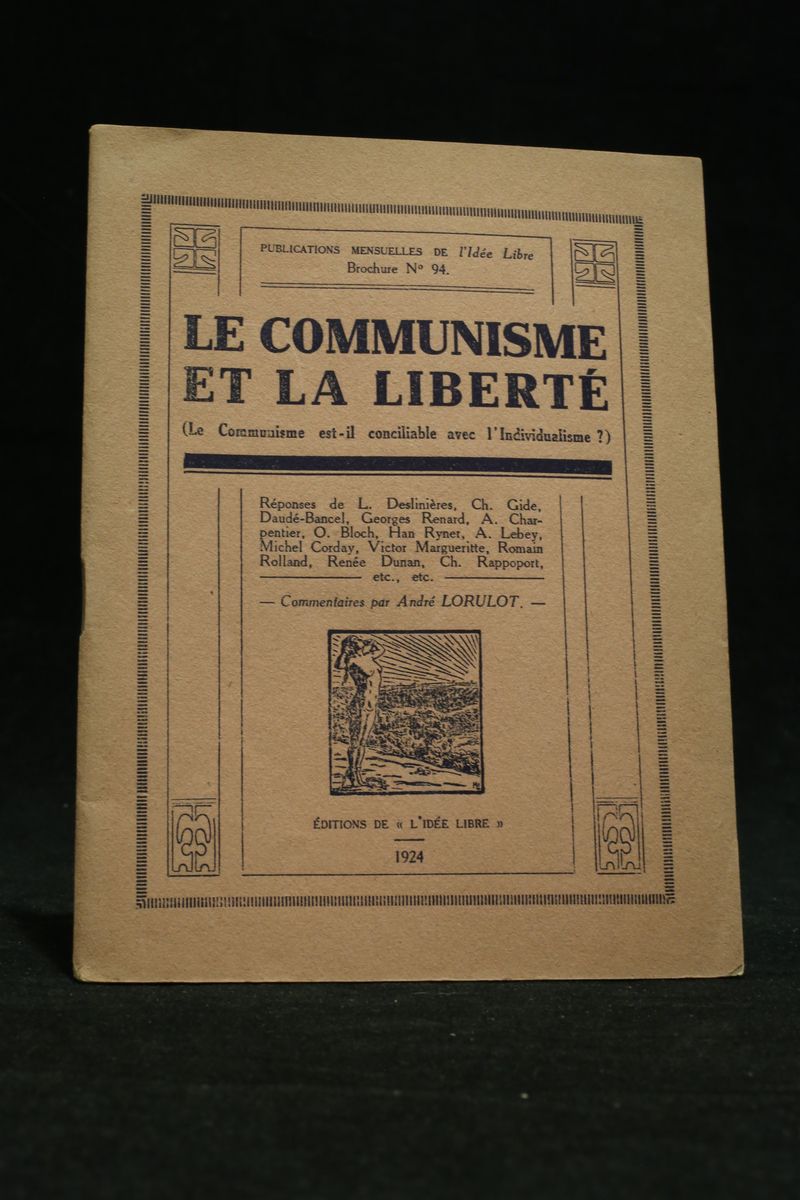 PUBLICATIONS MENSUELLES DE l'Idée Libre
Brochure N° 94.
LE COMMUNISME
ET LA LIBERTÉ
(Le Communisme est-il conciliable avec l'Individualisme ?)
Réponses de L. Deslinières, Ch. Gide,
Daudé-Bancel, Georges Renard, A. Char-
pentier, O. Bloch, Han Ryner, A. Lebey,
Michel Corday, Victor Margueritte, Romain
Rolland, Renée Dunan, Ch. Rappoport,
etc., etc.
— Commentaires par André LORULOT. —
ÉDITIONS DE « L'IDÉE LIBRE »
1924